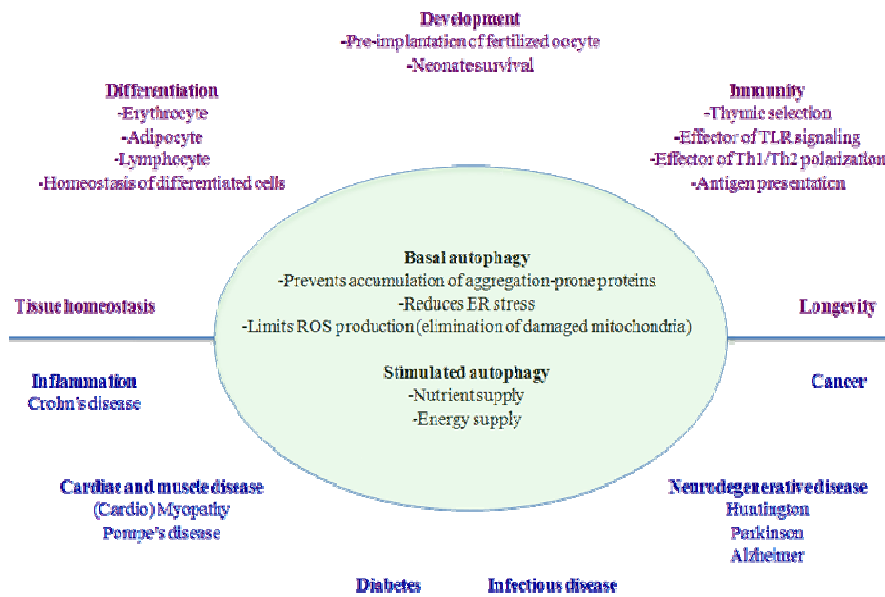 Development
-Pre-implantation of fertilized oocyte
-Neonate survival
Differentiation
-Erythrocyte
-Adipocyte
-Lymphocyte
-Homeostasis of differentiated cells
Immunity
-Thymic selection
-Effector of TLR signaling
-Effector of Th1/Th2 polarization
-Antigen presentation
Basal autophagy
-Prevents accumulation of aggregation-prone proteins
-Reduces ER stress
-Limits ROS production (elimination of damaged mitochondria)
Tissue homeostasis
Longevity
Stimulated autophagy
-Nutrient supply
-Energy supply
Inflammation
Crohn's disease
Cancer
Cardiac and muscle disease
(Cardio) Myopathy
Pompe's disease
Neurodegenerative disease
Huntington
Parkinson
Alzheimer
Diabetes
Infectious disease